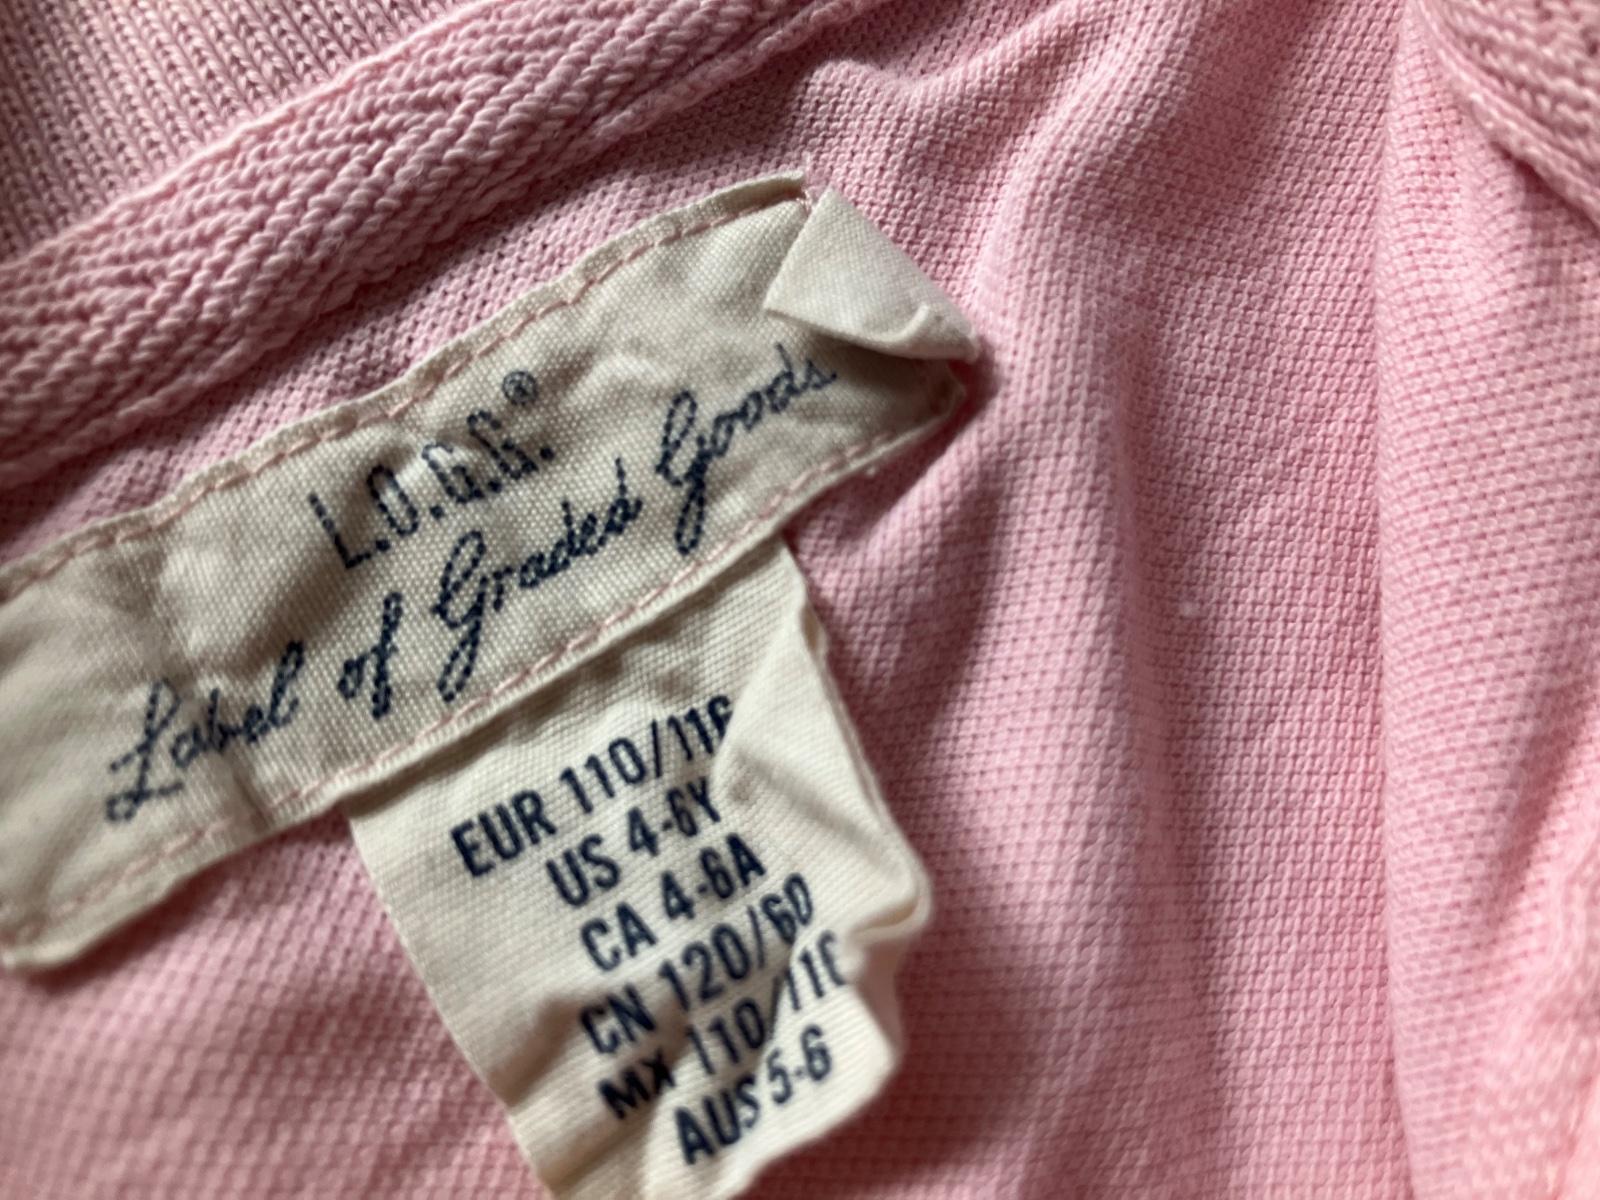 L.O.G.G.®
Label of Graded Goods
EUR 110/116
US 4-6Y
CA 4-6A
CN 120/60
MX 110/116
AUS 5-6